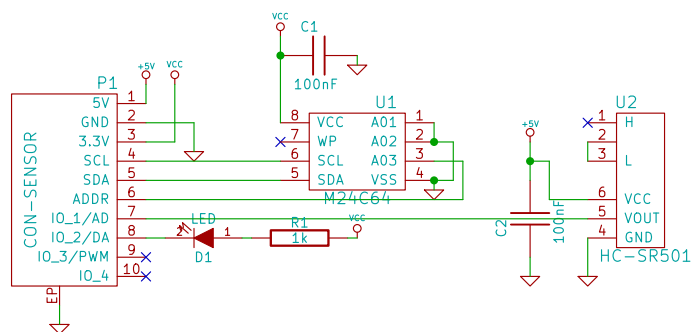 VCC
C1
100nF
+5V
VCC
P1
CON-SENSOR
5V 1
GND 2
3.3V 3
SCL 4
SDA 5
ADDR 6
IO_1/AD 7
IO_2/DA 8
IO_3/PWM 9
IO_4 10
EP
U1
8 VCC A01 1
7 WP A02 2
6 SCL A03 3
5 SDA VSS 4
M24C64
LED
2 1
D1
R1
1k
VCC
+5V
C2
100nF
U2
1 H
2
3 L
6 VCC
5 VOUT
4 GND
HC-SR501